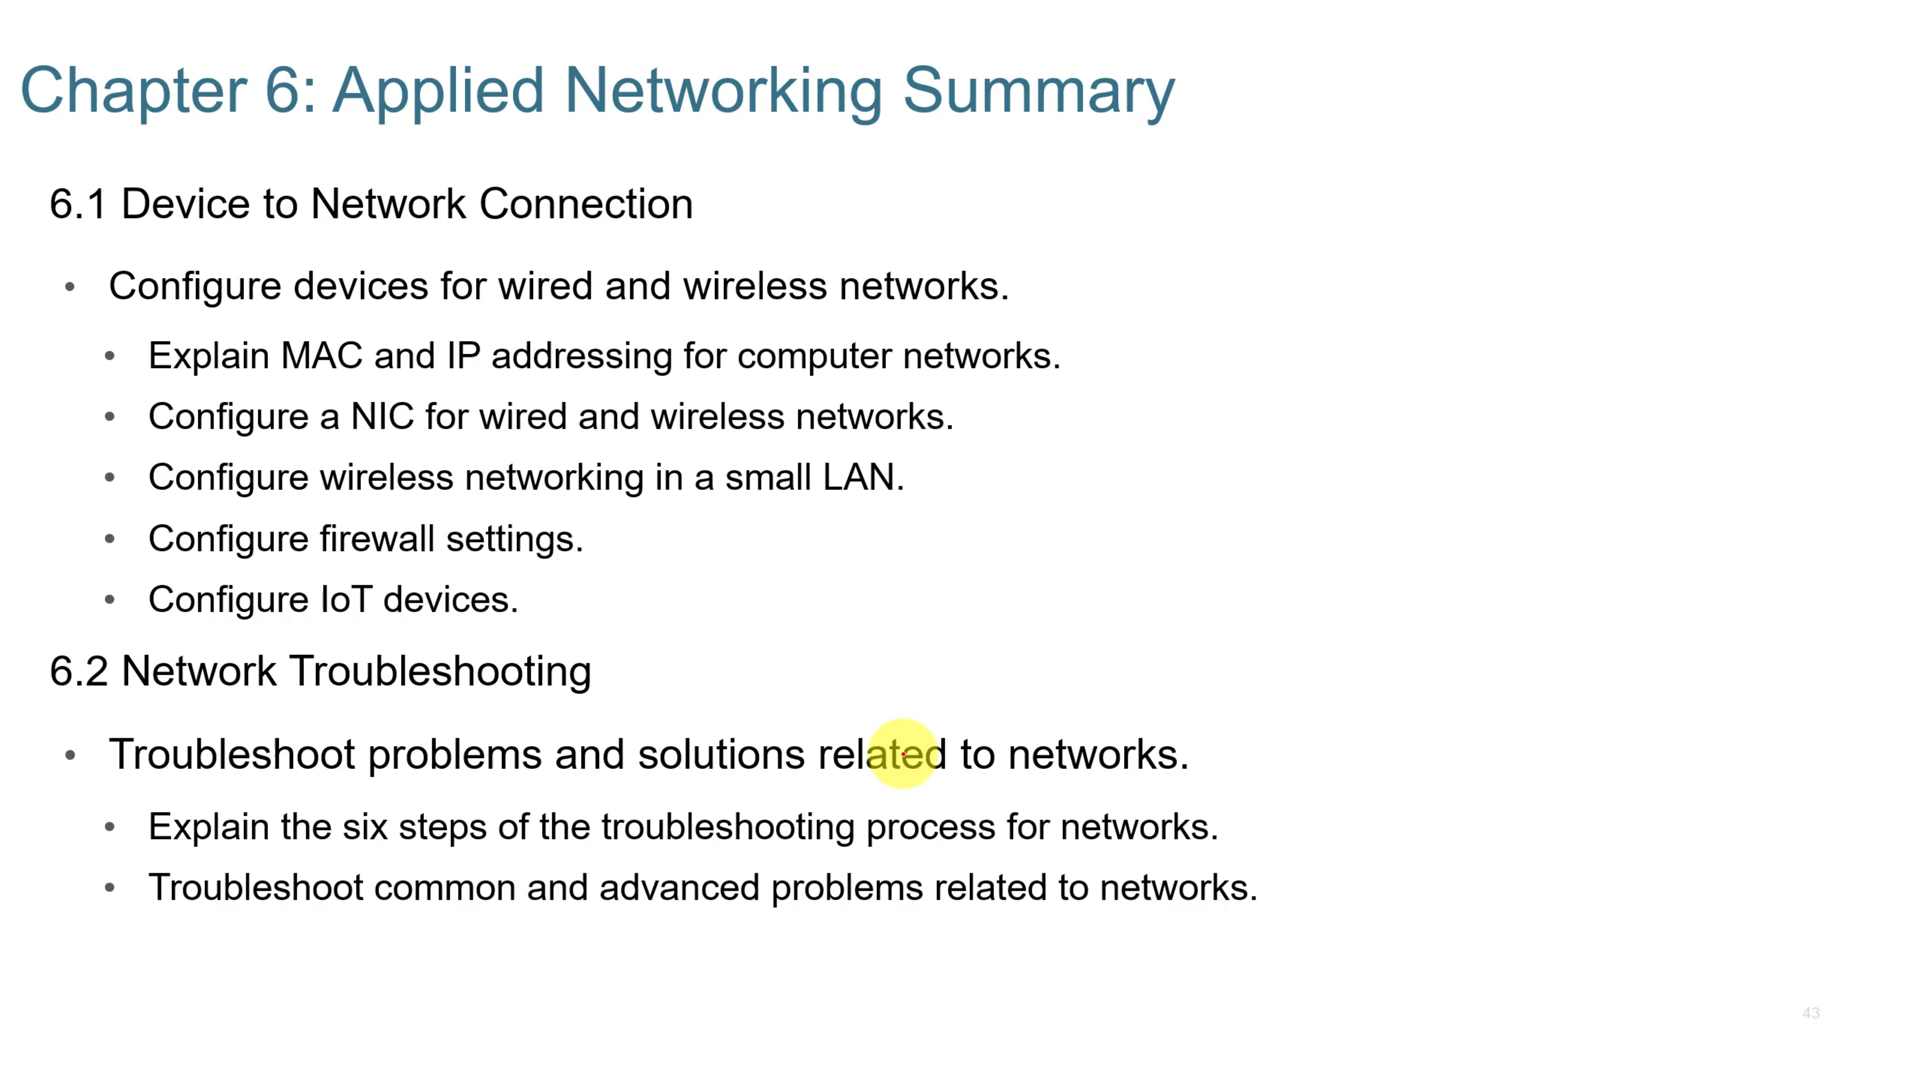 Chapter 6: Applied Networking Summary
6.1 Device to Network Connection
• Configure devices for wired and wireless networks.
• Explain MAC and IP addressing for computer networks.
• Configure a NIC for wired and wireless networks.
• Configure wireless networking in a small LAN.
• Configure firewall settings.
• Configure IoT devices.
6.2 Network Troubleshooting
• Troubleshoot problems and solutions related to networks.
• Explain the six steps of the troubleshooting process for networks.
• Troubleshoot common and advanced problems related to networks.
43